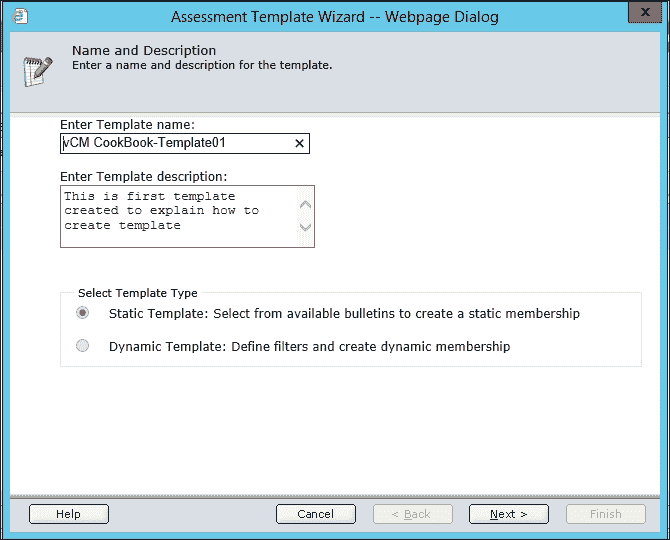 Assessment Template Wizard -- Webpage Dialog
x
Name and Description
Enter a name and description for the template.
Enter Template name:
vCM CookBook-Template01
Enter Template description:
This is first template
created to explain how to
create template
Select Template Type
Static Template: Select from available bulletins to create a static membership
Dynamic Template: Define filters and create dynamic membership
Help
Cancel
< Back
Next >
Finish